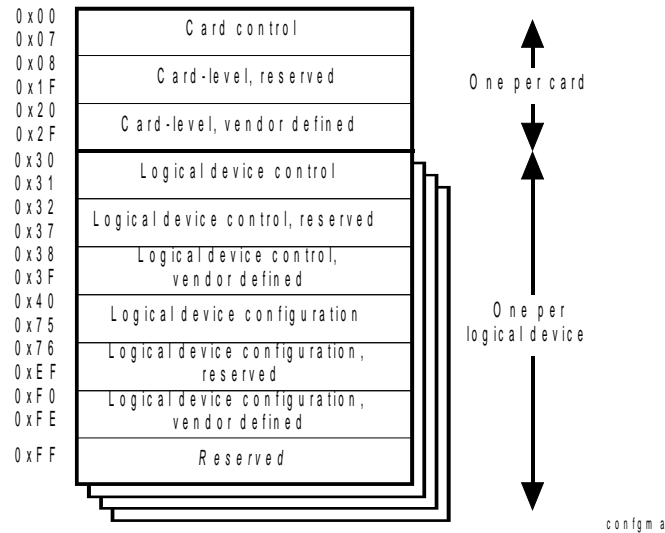 0x00
0x07
Card control
0x08
0x1F
Card-level, reserved
0x20
0x2F
Card-level, vendor defined
One per card
0x30
0x31
Logical device control
0x32
0x37
Logical device control, reserved
0x38
0x3F
Logical device control,
vendor defined
0x40
0x75
Logical device configuration
0x76
0xEF
Logical device configuration,
reserved
0xF0
0xFE
Logical device configuration,
vendor defined
0xFF
Reserved
One per
logical device
confgma